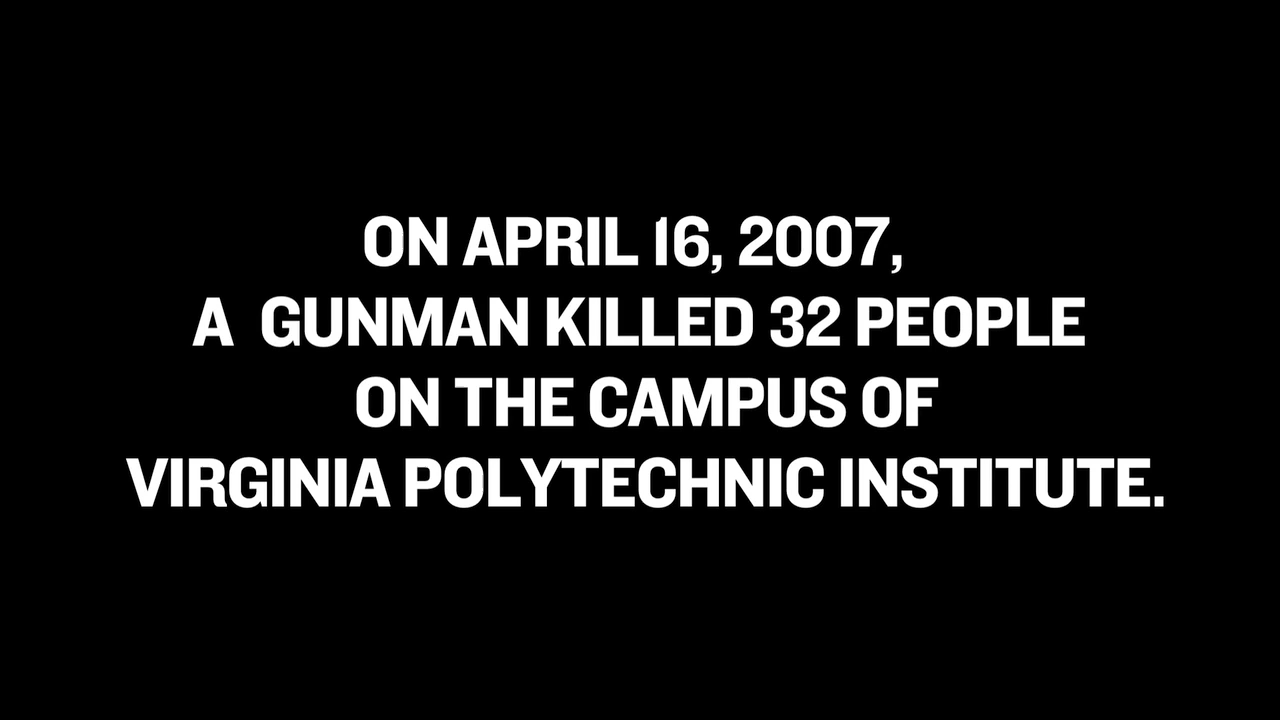 ON APRIL 16, 2007,
A  GUNMAN KILLED 32 PEOPLE
ON THE CAMPUS OF
VIRGINIA POLYTECHNIC INSTITUTE.